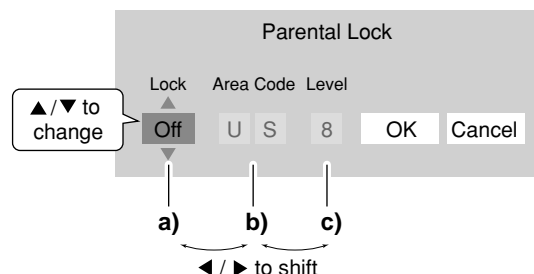 Parental Lock
Lock Area Code Level
▲/▼ to
change
Off U S 8 OK Cancel
a) b) c)
◀ / ▶ to shift